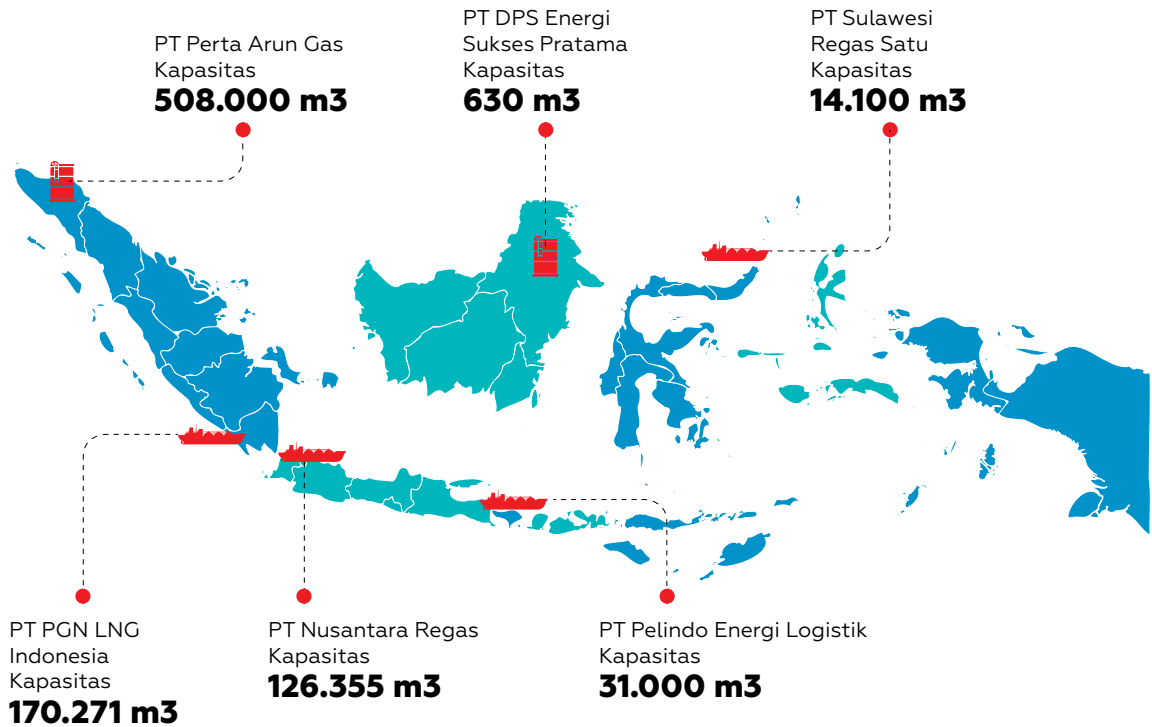 PT Perta Arun Gas
Kapasitas
508.000 m3
PT DPS Energi
Sukses Pratama
Kapasitas
630 m3
PT Sulawesi
Regas Satu
Kapasitas
14.100 m3
PT PGN LNG
Indonesia
Kapasitas
170.271 m3
PT Nusantara Regas
Kapasitas
126.355 m3
PT Pelindo Energi Logistik
Kapasitas
31.000 m3